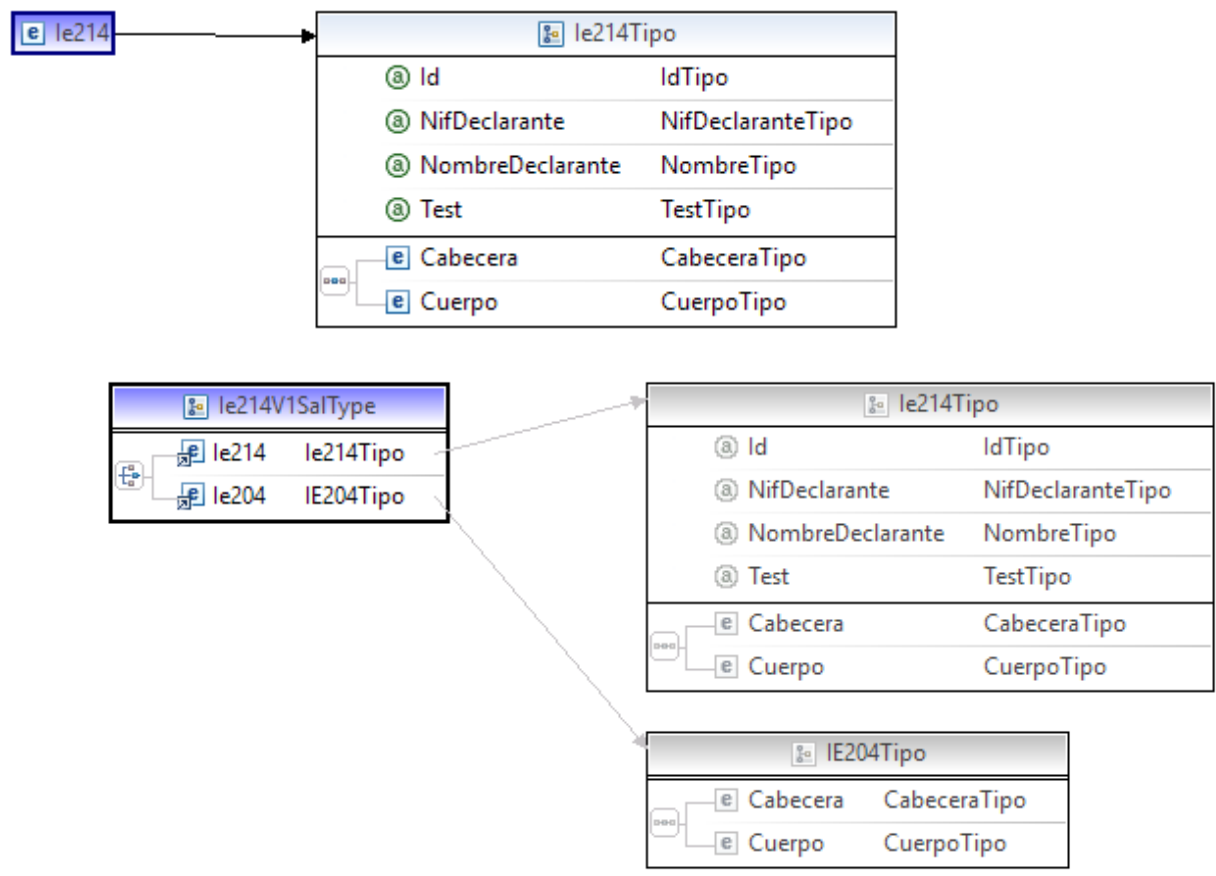 e Ie214
Ie214Tipo
a Id IdTipo
a NifDeclarante NifDeclaranteTipo
a NombreDeclarante NombreTipo
a Test TestTipo
e Cabecera CabeceraTipo
e Cuerpo CuerpoTipo
Ie214V1SalType
e Ie214 Ie214Tipo
e Ie204 IE204Tipo
Ie214Tipo
a Id IdTipo
a NifDeclarante NifDeclaranteTipo
a NombreDeclarante NombreTipo
a Test TestTipo
e Cabecera CabeceraTipo
e Cuerpo CuerpoTipo
IE204Tipo
e Cabecera CabeceraTipo
e Cuerpo CuerpoTipo